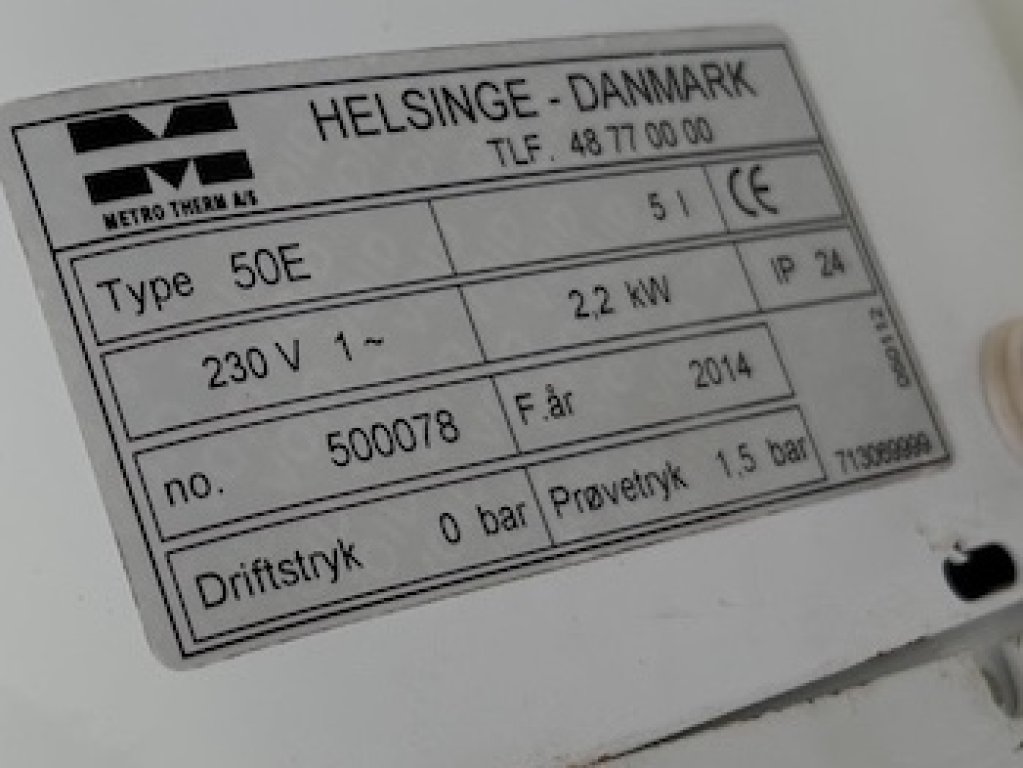 HELSINGE - DANMARK
TLF. 48 77 00 00
METRO THERM A/S
Type 50E 5 l CE
230 V 1~ 2,2 kW IP 24
no. 500078 F.år 2014
Driftstryk 0 bar Prøvetryk 1,5 bar
713069999